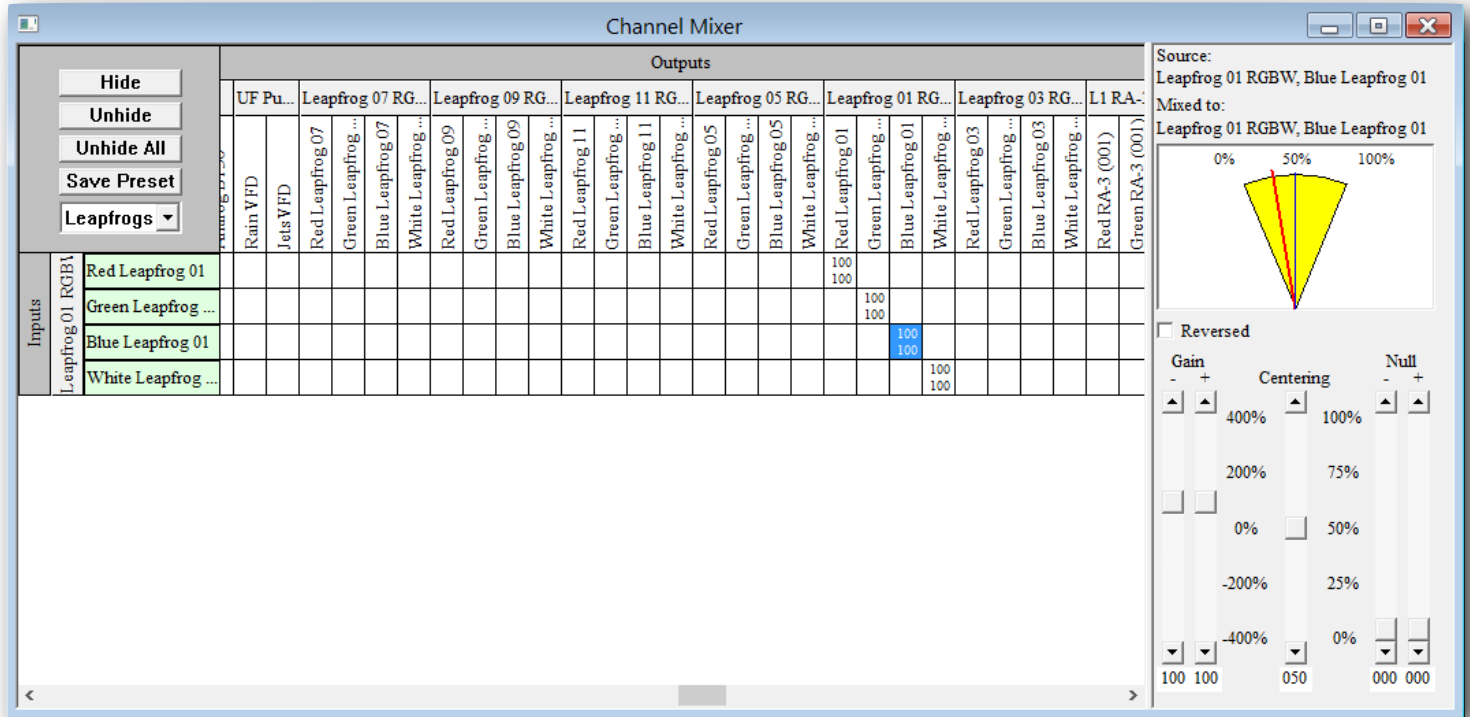 Channel Mixer
Hide
Unhide
Unhide All
Save Preset
Leapfrogs
Outputs
UF Pu... Leapfrog 07 RG... Leapfrog 09 RG... Leapfrog 11 RG... Leapfrog 05 RG... Leapfrog 01 RG... Leapfrog 03 RG... L1 RA-
Rain VFD
Jets VFD
Red Leapfrog 07
Green Leapfrog ...
Blue Leapfrog 07
White Leapfrog ...
Red Leapfrog 09
Green Leapfrog ...
Blue Leapfrog 09
White Leapfrog ...
Red Leapfrog 11
Green Leapfrog ...
Blue Leapfrog 11
White Leapfrog ...
Red Leapfrog 05
Green Leapfrog ...
Blue Leapfrog 05
White Leapfrog ...
Red Leapfrog 01
Green Leapfrog ...
Blue Leapfrog 01
White Leapfrog ...
Red Leapfrog 03
Green Leapfrog ...
Blue Leapfrog 03
White Leapfrog ...
Red RA-3 (001)
Green RA-3 (001)
Inputs
Leapfrog 01 RGBW
Red Leapfrog 01
100
100
Green Leapfrog ...
100
100
Blue Leapfrog 01
100
100
White Leapfrog ...
100
100
Source:
Leapfrog 01 RGBW, Blue Leapfrog 01
Mixed to:
Leapfrog 01 RGBW, Blue Leapfrog 01
0% 50% 100%
Reversed
Gain Null
- + Centering - +
400% 100%
200% 75%
0% 50%
-200% 25%
-400% 0%
100 100 050 000 000